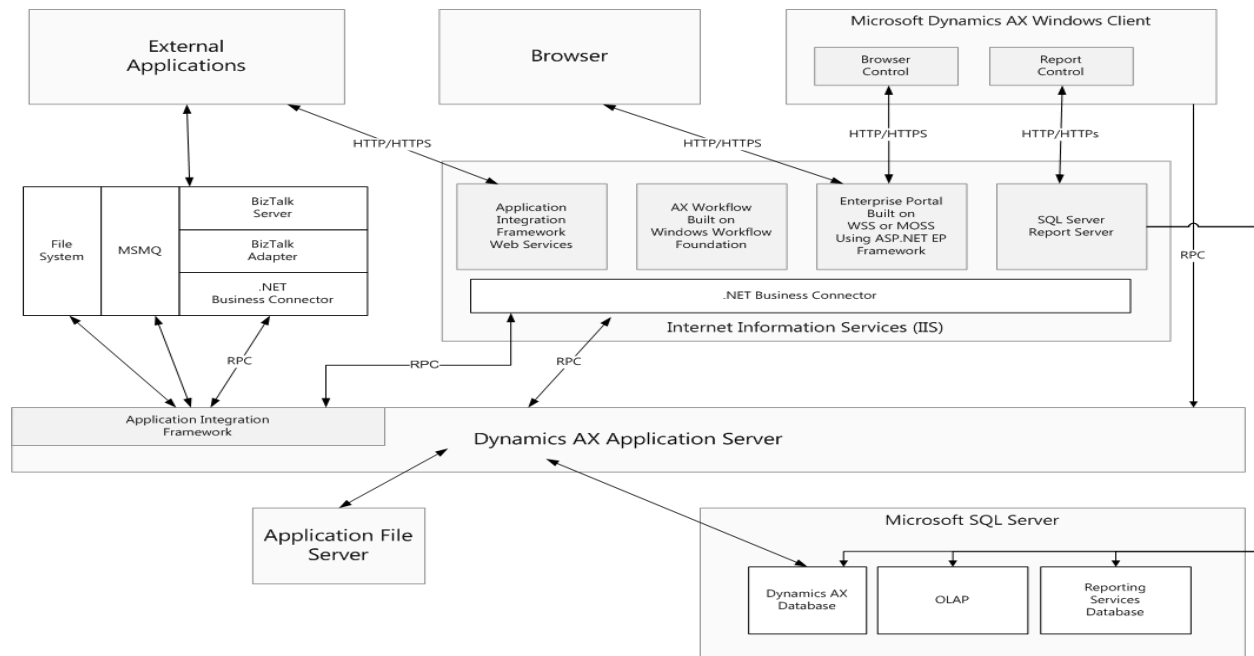 External
Applications
Browser
Microsoft Dynamics AX Windows Client
Browser
Control
Report
Control
HTTP/HTTPS
HTTP/HTTPS
HTTP/HTTPS
HTTP/HTTPs
File
System
MSMQ
BizTalk
Server
BizTalk
Adapter
.NET
Business Connector
Application
Integration
Framework
Web Services
AX Workflow
Built on
Windows Workflow
Foundation
Enterprise Portal
Built on
WSS or MOSS
Using ASP.NET EP
Framework
SQL Server
Report Server
RPC
.NET Business Connector
Internet Information Services (IIS)
RPC
RPC
RPC
Application Integration
Framework
Dynamics AX Application Server
Application File
Server
Microsoft SQL Server
Dynamics AX
Database
OLAP
Reporting
Services
Database